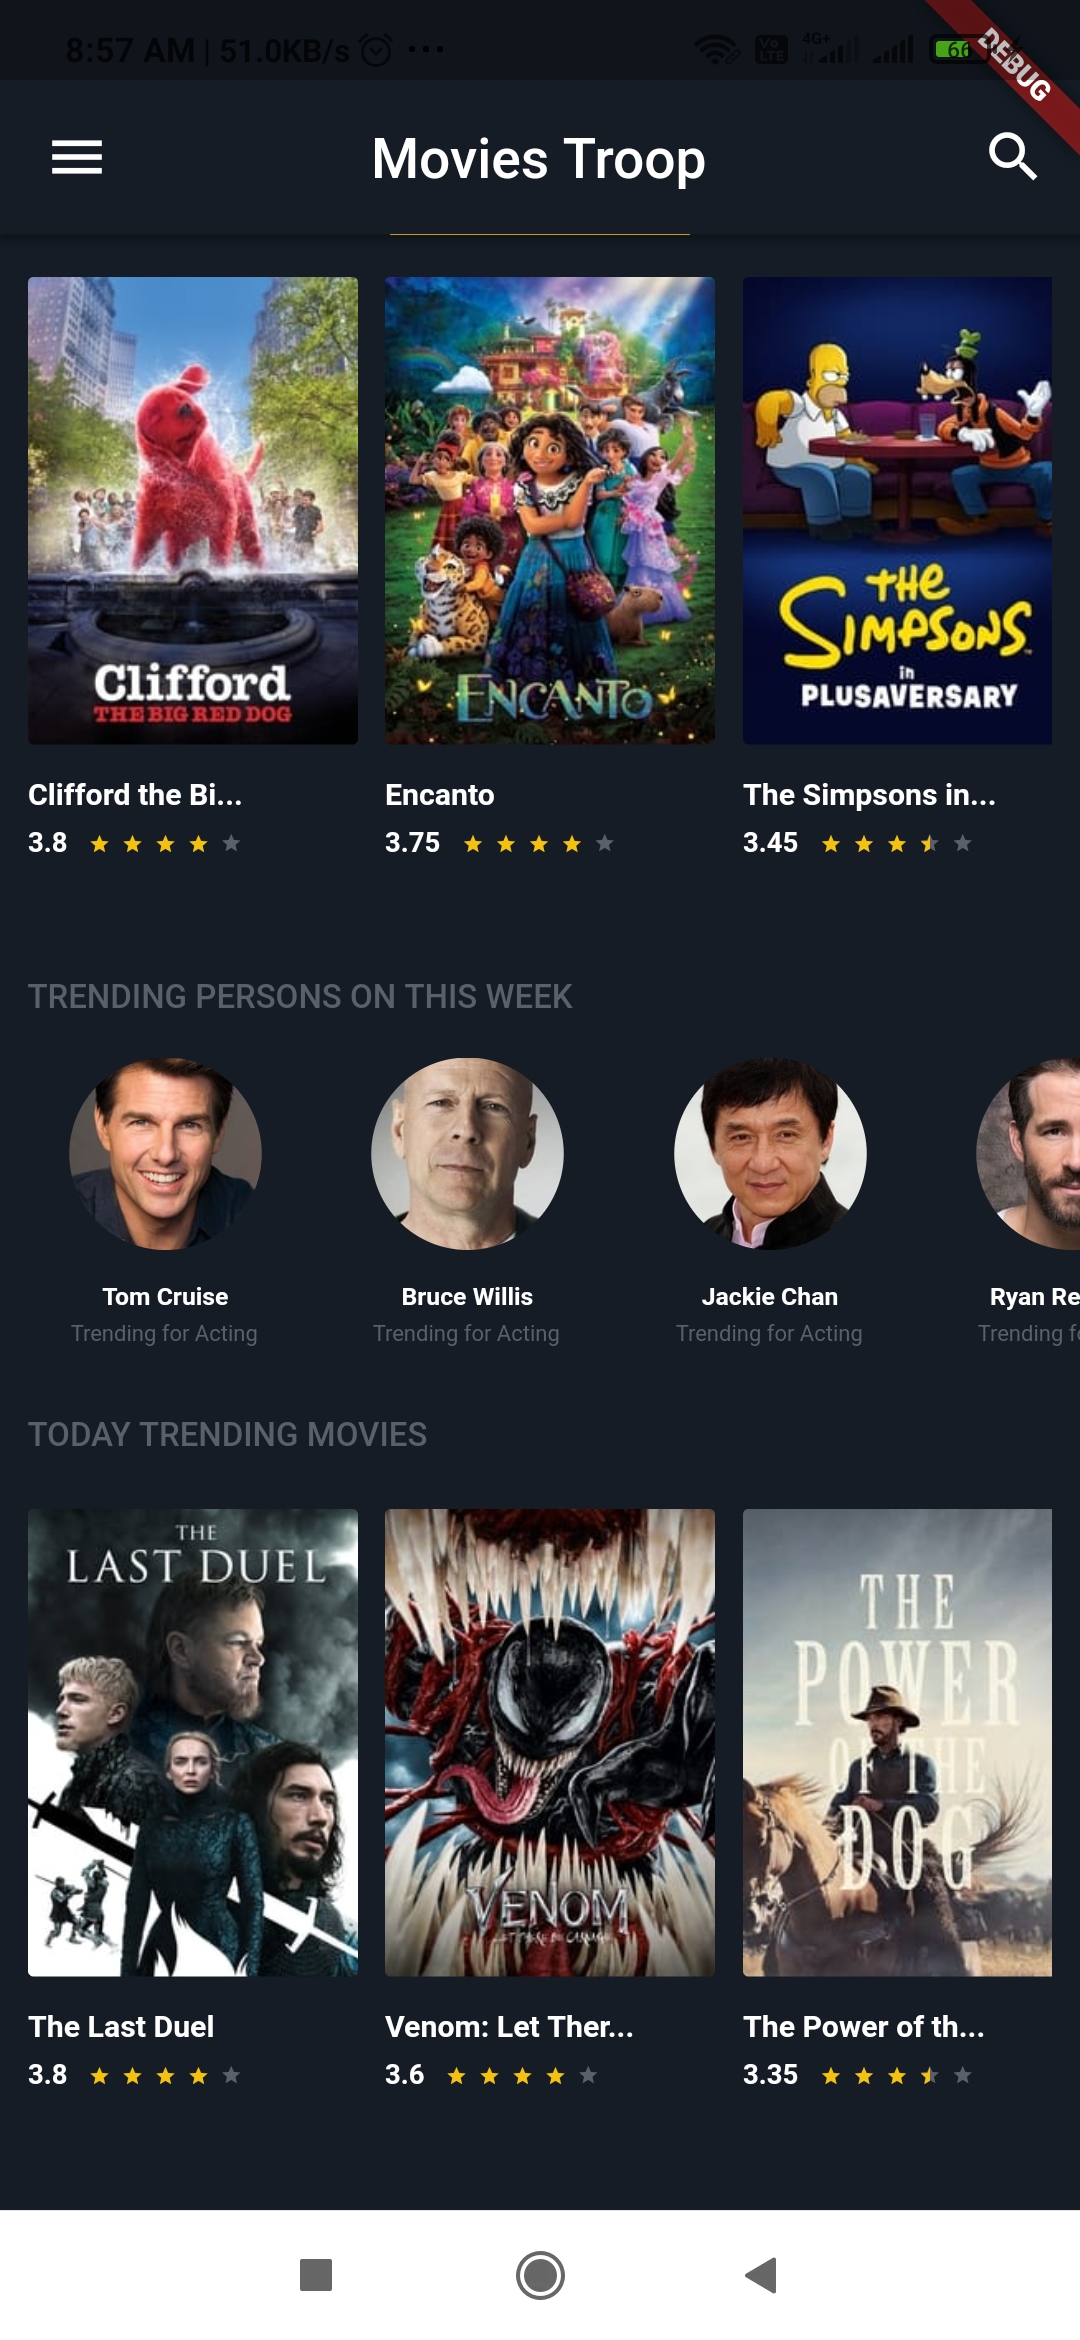 8:57 AM | 51.0KB/s
Vo
LTE
4G+
66
DEBUG
Movies Troop
Clifford
THE BIG RED DOG
ENCANTO
THE
SIMPSONS
in
PLUSAVERSARY
Clifford the Bi...
Encanto
The Simpsons in...
3.8
3.75
3.45
TRENDING PERSONS ON THIS WEEK
Tom Cruise
Bruce Willis
Jackie Chan
Ryan Re
Trending for Acting
Trending for Acting
Trending for Acting
Trending fo
TODAY TRENDING MOVIES
THE
LAST DUEL
VENOM
LET THERE BE CARNAGE
THE
POWER
OF THE
DOG
The Last Duel
Venom: Let Ther...
The Power of th...
3.8
3.6
3.35